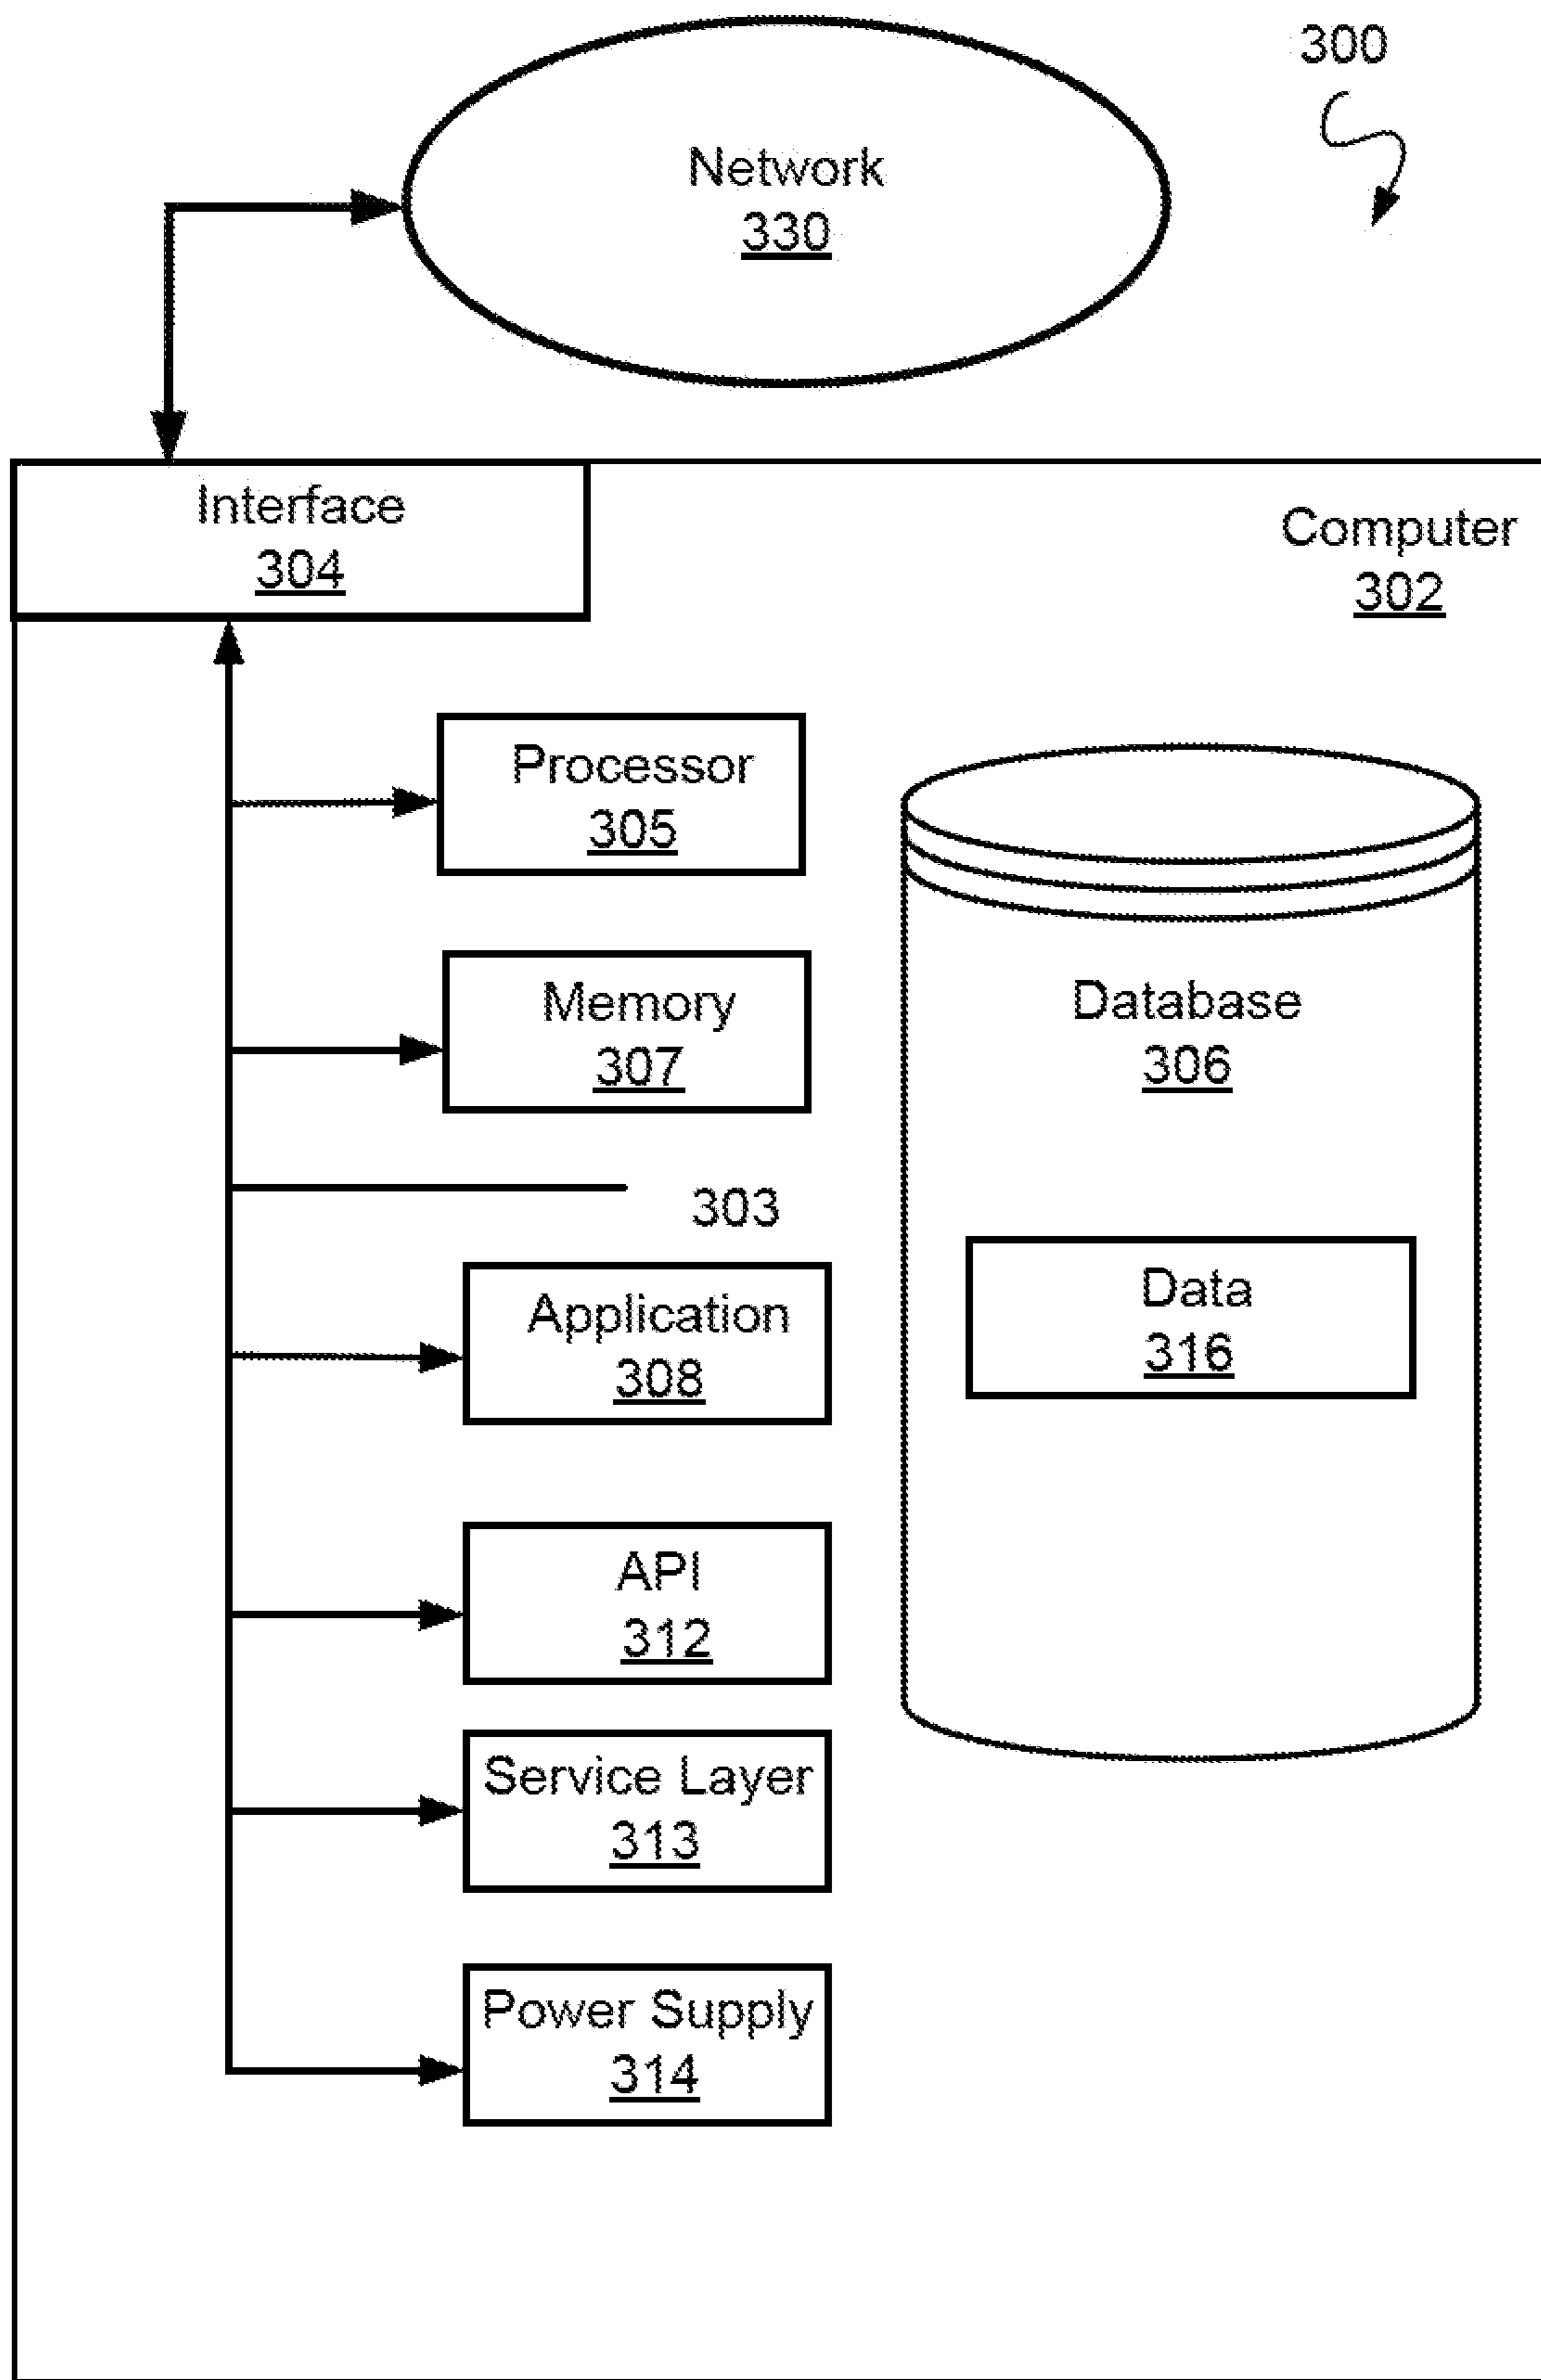 300
Network
330
Interface
304
Computer
302
Processor
305
Memory
307
Database
306
303
Data
316
Application
308
API
312
Service Layer
313
Power Supply
314